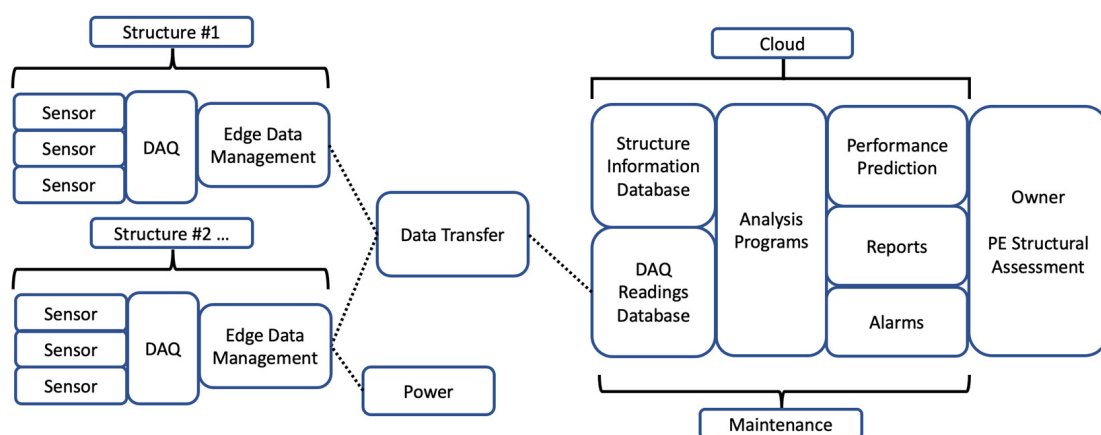 Structure #1
Sensor
Sensor
Sensor
DAQ
Edge Data
Management
Structure #2 ...
Sensor
Sensor
Sensor
DAQ
Edge Data
Management
Data Transfer
Power
Cloud
Structure
Information
Database
DAQ
Readings
Database
Analysis
Programs
Performance
Prediction
Reports
Alarms
Owner
PE Structural
Assessment
Maintenance